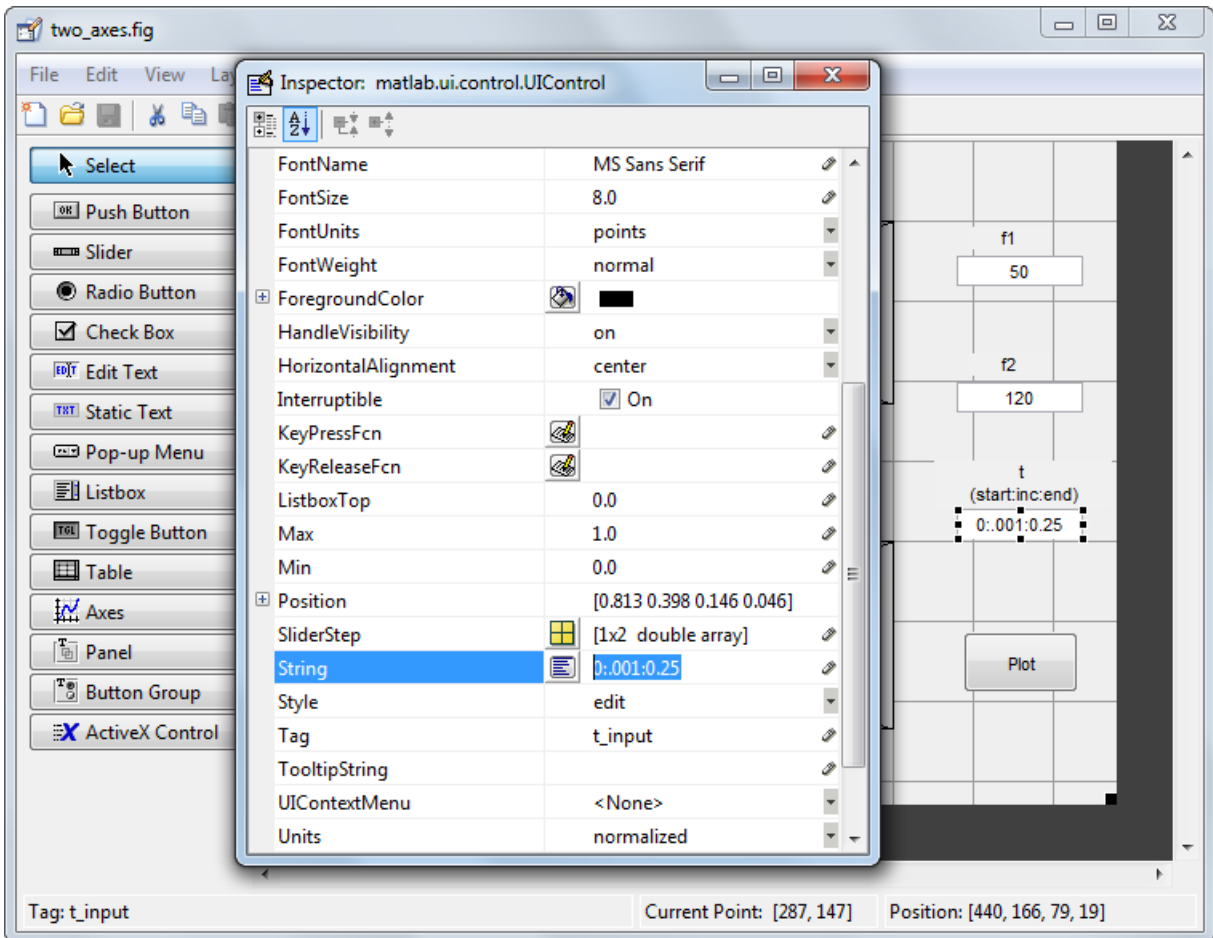 two_axes.fig
File Edit View Lay
Inspector: matlab.ui.control.UIControl
Select
Push Button
Slider
Radio Button
Check Box
Edit Text
Static Text
Pop-up Menu
Listbox
Toggle Button
Table
Axes
Panel
Button Group
ActiveX Control
FontName MS Sans Serif
FontSize 8.0
FontUnits points
FontWeight normal
ForegroundColor
HandleVisibility on
HorizontalAlignment center
Interruptible On
KeyPressFcn
KeyReleaseFcn
ListboxTop 0.0
Max 1.0
Min 0.0
Position [0.813 0.398 0.146 0.046]
SliderStep [1x2 double array]
String 0:.001:0.25
Style edit
Tag t_input
TooltipString
UIContextMenu <None>
Units normalized
f1
50
f2
120
t
(start:inc:end)
0:.001:0.25
Plot
Tag: t_input Current Point: [287, 147] Position: [440, 166, 79, 19]